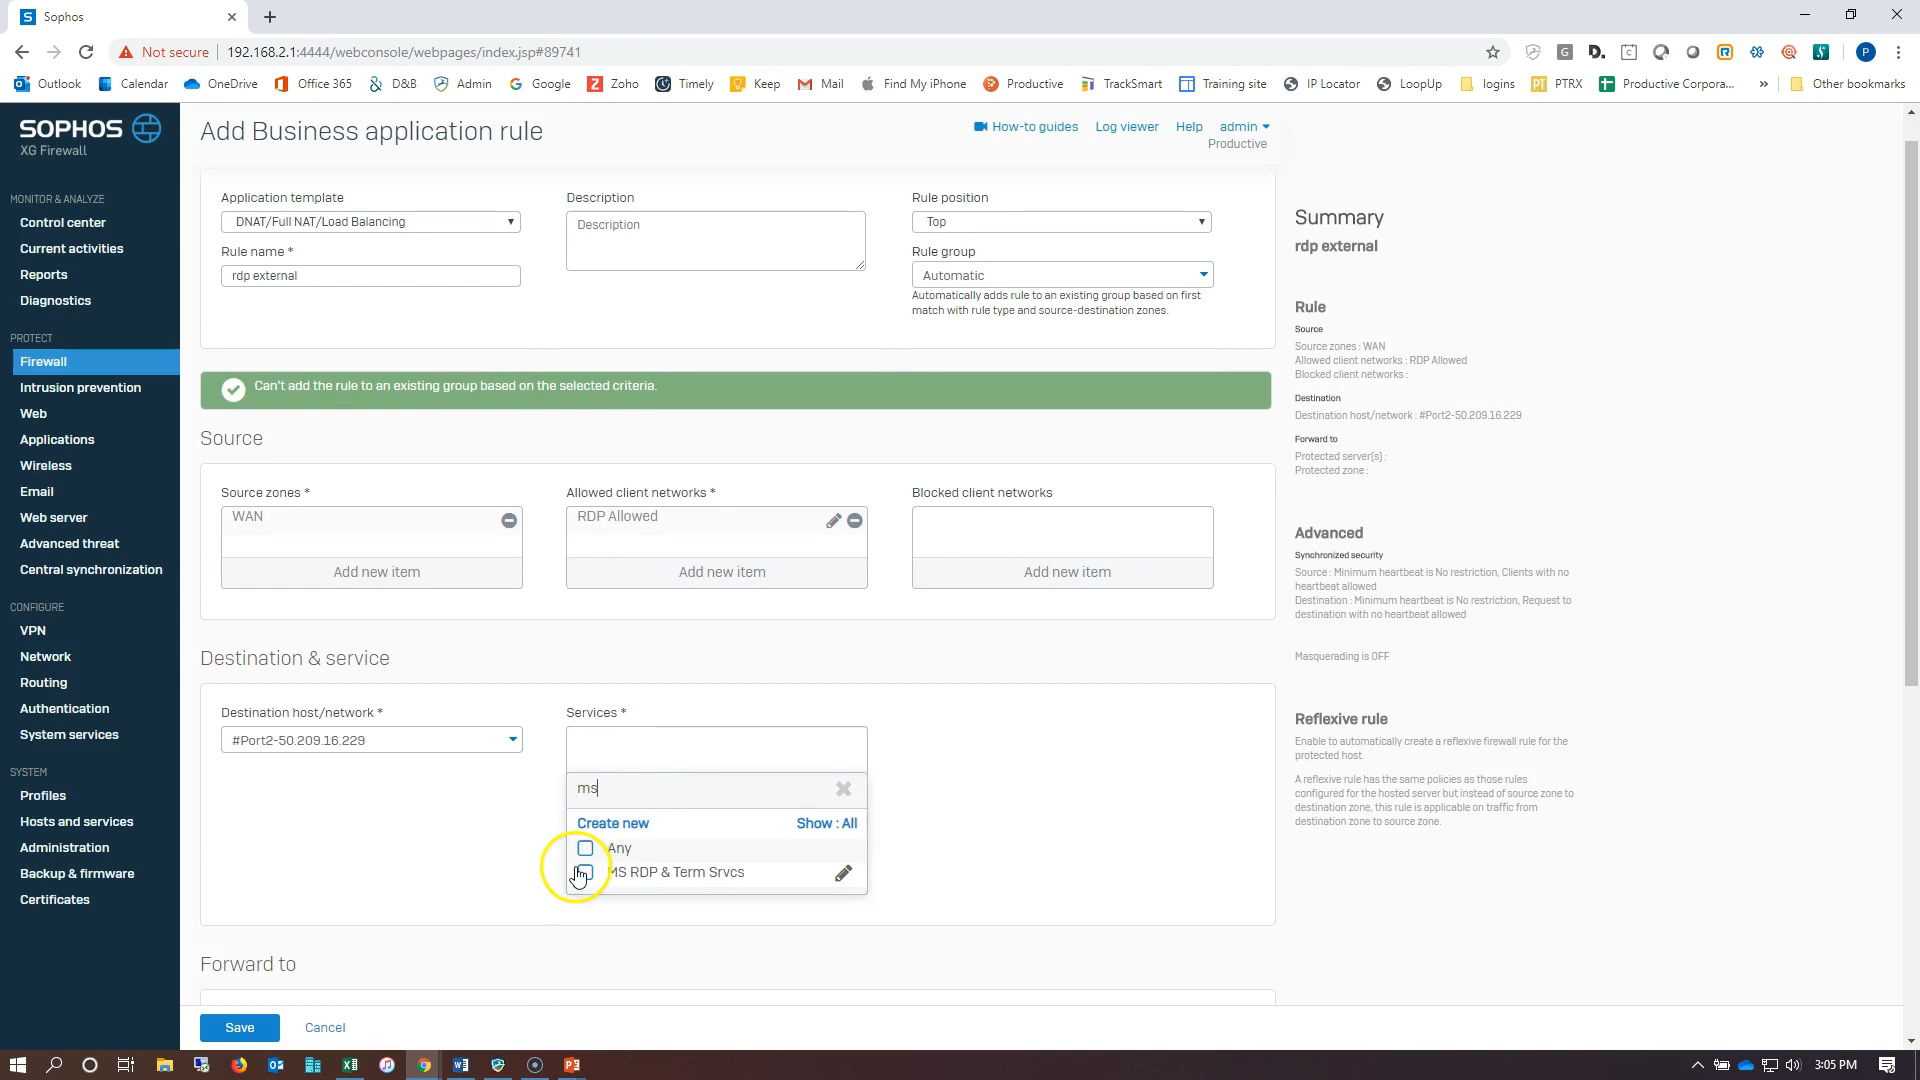 Sophos
Not secure
192.168.2.1:4444/webconsole/webpages/index.jsp#89741
Outlook
Calendar
OneDrive
Office 365
D&B
Admin
Google
Zoho
Timely
Keep
Mail
Find My iPhone
Productive
TrackSmart
Training site
IP Locator
LoopUp
logins
PTRX
Productive Corpora...
Other bookmarks
SOPHOS
XG Firewall
MONITOR & ANALYZE
Control center
Current activities
Reports
Diagnostics
PROTECT
Firewall
Intrusion prevention
Web
Applications
Wireless
Email
Web server
Advanced threat
Central synchronization
CONFIGURE
VPN
Network
Routing
Authentication
System services
SYSTEM
Profiles
Hosts and services
Administration
Backup & firmware
Certificates
Add Business application rule
How-to guides
Log viewer
Help
admin
Productive
Application template
DNAT/Full NAT/Load Balancing
Rule name *
rdp external
Description
Description
Rule position
Top
Rule group
Automatic
Automatically adds rule to an existing group based on first
match with rule type and source-destination zones.
Can't add the rule to an existing group based on the selected criteria.
Source
Source zones *
WAN
Add new item
Allowed client networks *
RDP Allowed
Add new item
Blocked client networks
Add new item
Destination & service
Destination host/network *
#Port2-50.209.16.229
Services *
ms
Create new
Show : All
Any
MS RDP & Term Srvcs
Forward to
Save
Cancel
Summary
rdp external
Rule
Source
Source zones : WAN
Allowed client networks : RDP Allowed
Blocked client networks :
Destination
Destination host/network : #Port2-50.209.16.229
Forward to
Protected server(s) :
Protected zone :
Advanced
Synchronized security
Source : Minimum heartbeat is No restriction, Clients with no
heartbeat allowed
Destination : Minimum heartbeat is No restriction, Request to
destination with no heartbeat allowed
Masquerading is OFF
Reflexive rule
Enable to automatically create a reflexive firewall rule for the
protected host.
A reflexive rule has the same policies as those rules
configured for the hosted server but instead of source zone to
destination zone, this rule is applicable on traffic from
destination zone to source zone.
3:05 PM